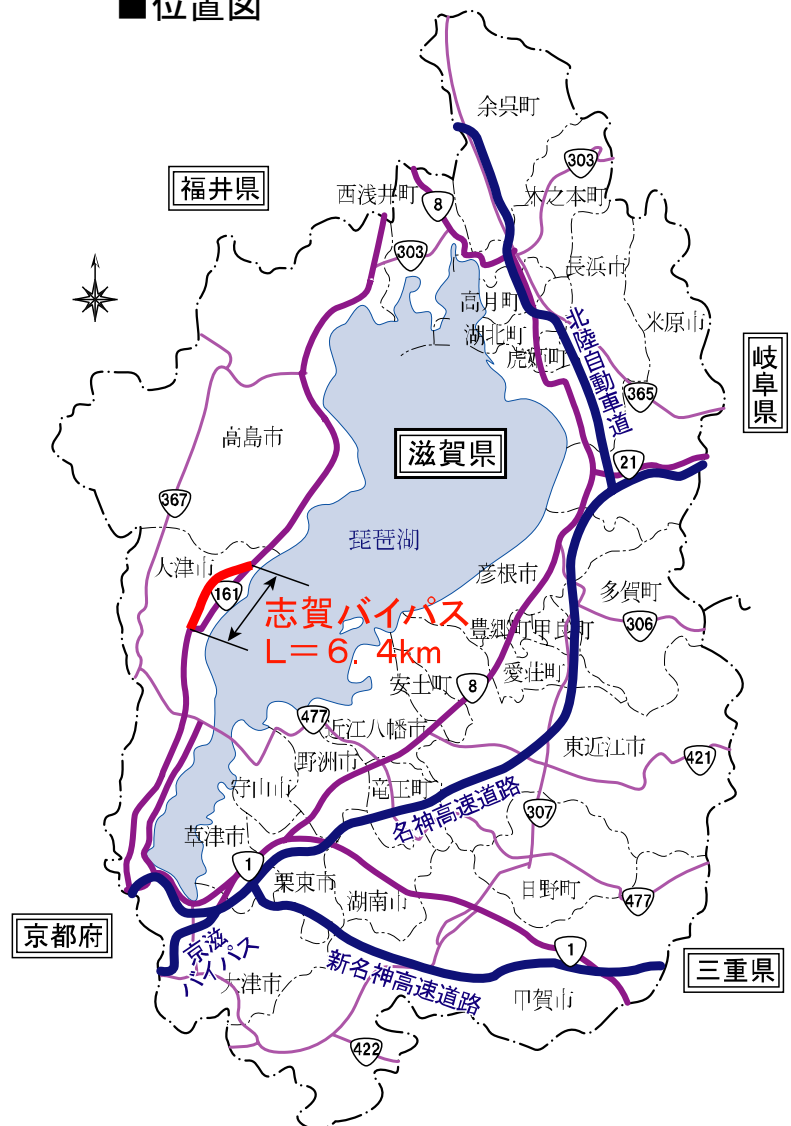 ■位置図
余呉町
303
福井県
西浅井町
8
木之本町
303
長浜市
高月町
北陸自動車道
米原市
湖北町
虎姫町
岐阜県
365
高島市
滋賀県
21
367
琵琶湖
大津市
彦根市
多賀町
161
志賀バイパス
L=6.4km
豊郷町
甲良町
306
愛荘町
安土町
8
477
近江八幡市
東近江市
421
野洲市
守山市
竜王町
名神高速道路
307
草津市
1
栗東市
湖南市
日野町
477
京都府
京滋
バイパス
1
三重県
新名神高速道路
大津市
甲賀市
422